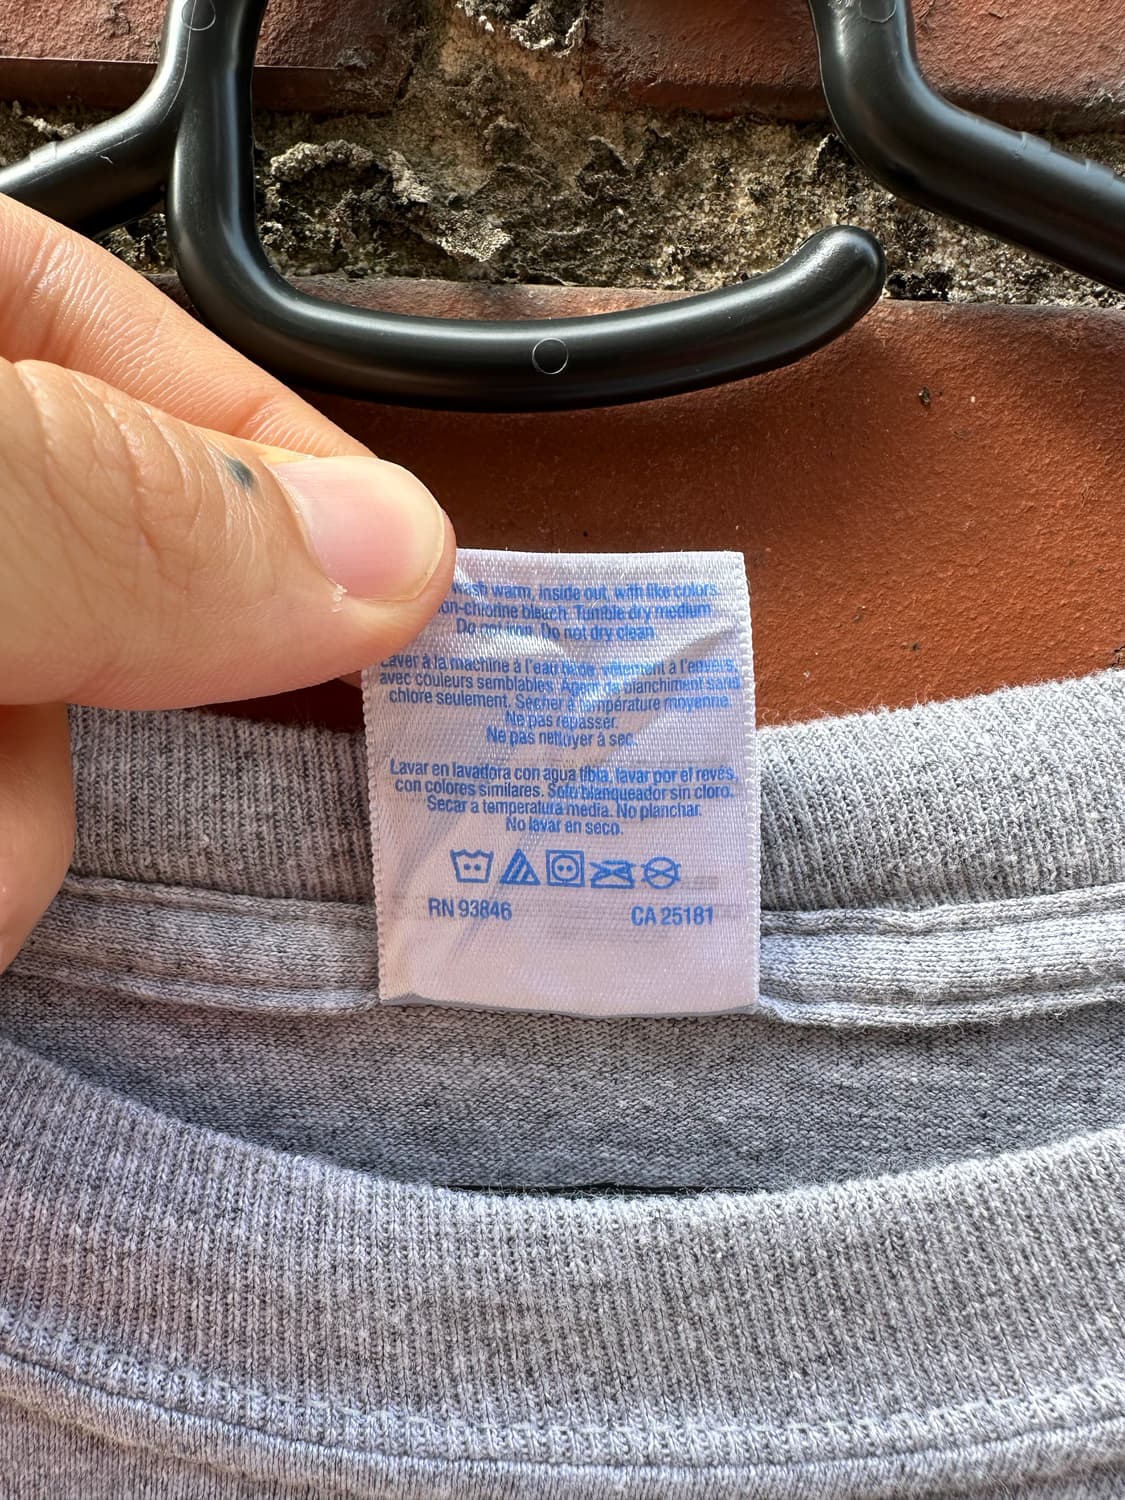 wash warm, inside out, with like colors.
on-chlorine bleach. Tumble dry medium.
Do not iron. Do not dry clean.
Laver à la machine à l'eau tiède, vêtement à l'envers,
avec couleurs semblables. Agent de blanchiment sans
chlore seulement. Sécher à température moyenne.
Ne pas repasser.
Ne pas nettoyer à sec.
Lavar en lavadora con agua tibia, lavar por el revés,
con colores similares. Solo blanqueador sin cloro.
Secar a temperatura media. No planchar.
No lavar en seco.
RN 93846 CA 25181